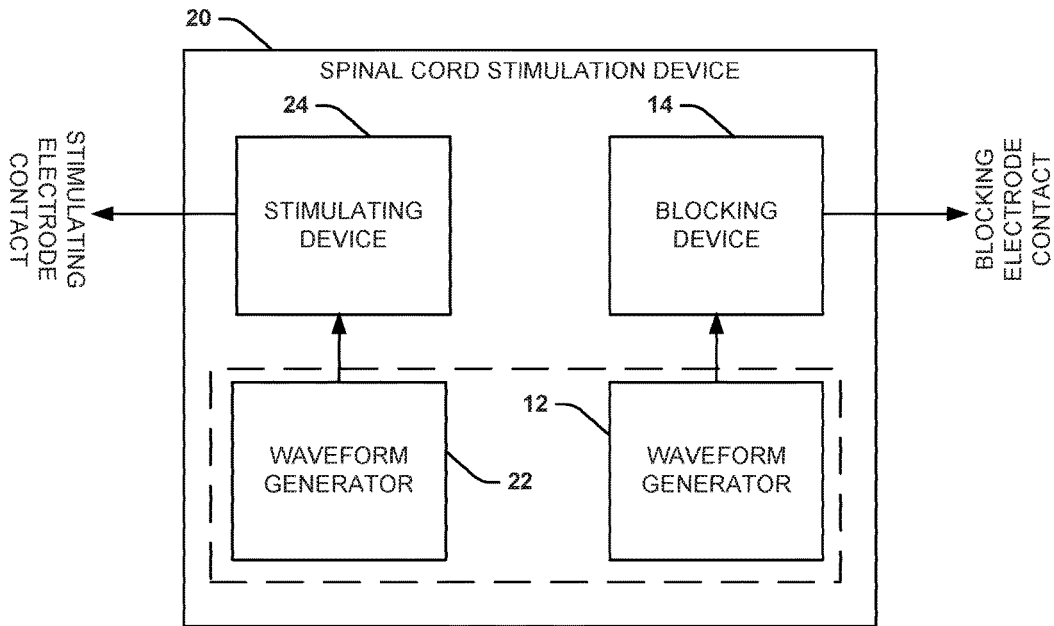 20
SPINAL CORD STIMULATION DEVICE
24
14
STIMULATING
ELECTRODE
CONTACT
STIMULATING
DEVICE
BLOCKING
DEVICE
BLOCKING
ELECTRODE
CONTACT
12
WAVEFORM
GENERATOR
22
WAVEFORM
GENERATOR